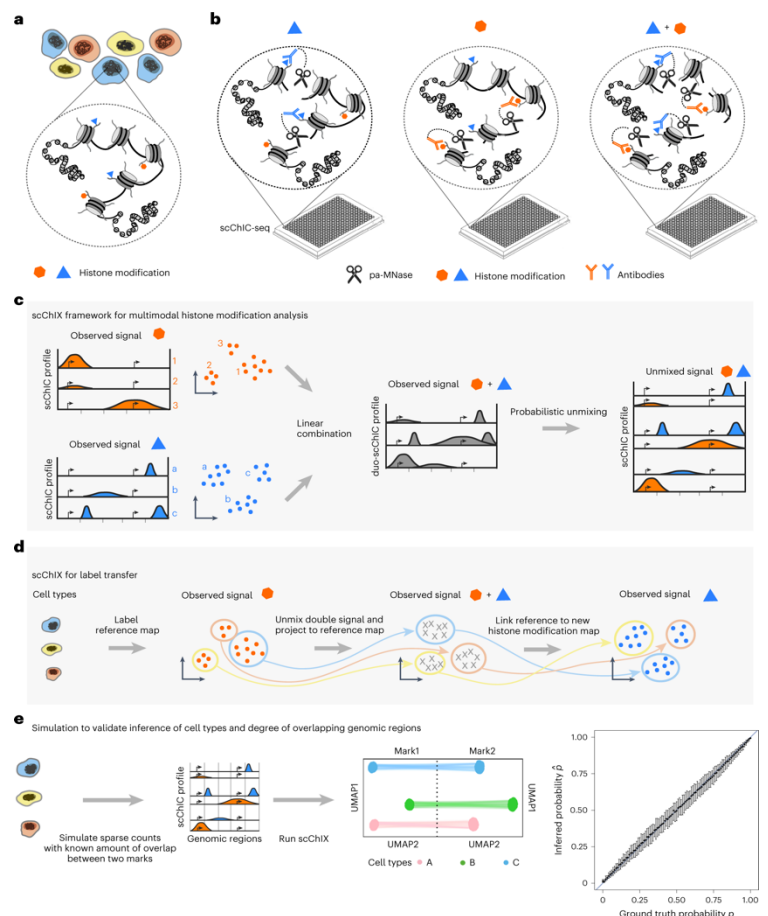 a
Histone modification
b
+
scChIC-seq
pa-MNase
Histone modification
Antibodies
c
scChIX framework for multimodal histone modification analysis
Observed signal
scChIC profile
1
2
3
3
2
1
Observed signal
scChIC profile
a
b
c
a
c
b
Linear
combination
Observed signal +
duo-scChIC profile
Probabilistic unmixing
Unmixed signal
scChIC profile
d
scChIX for label transfer
Cell types
Label
reference map
Observed signal
Unmix double signal and
project to reference map
Observed signal +
Link reference to new
histone modification map
Observed signal
e
Simulation to validate inference of cell types and degree of overlapping genomic regions
Simulate sparse counts
with known amount of overlap
between two marks
scChIC profile
Genomic regions
Run scChIX
Mark1 Mark2
UMAP1
UMAP1
UMAP2 UMAP2
Cell types A B C
Inferred probability p̂
1.00
0.75
0.50
0.25
0
0 0.25 0.50 0.75 1.00
Ground truth probability p